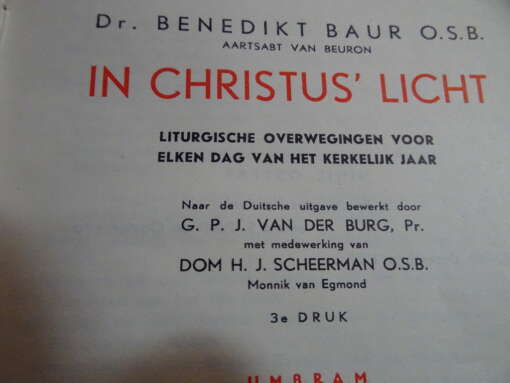 Dr. BENEDIKT BAUR O.S.B.
AARTSABT VAN BEURON
IN CHRISTUS' LICHT
LITURGISCHE OVERWEGINGEN VOOR
ELKEN DAG VAN HET KERKELIJK JAAR
Naar de Duitsche uitgave bewerkt door
G. P. J. VAN DER BURG, Pr.
met medewerking van
DOM H. J. SCHEERMAN O.S.B.
Monnik van Egmond
3e DRUK